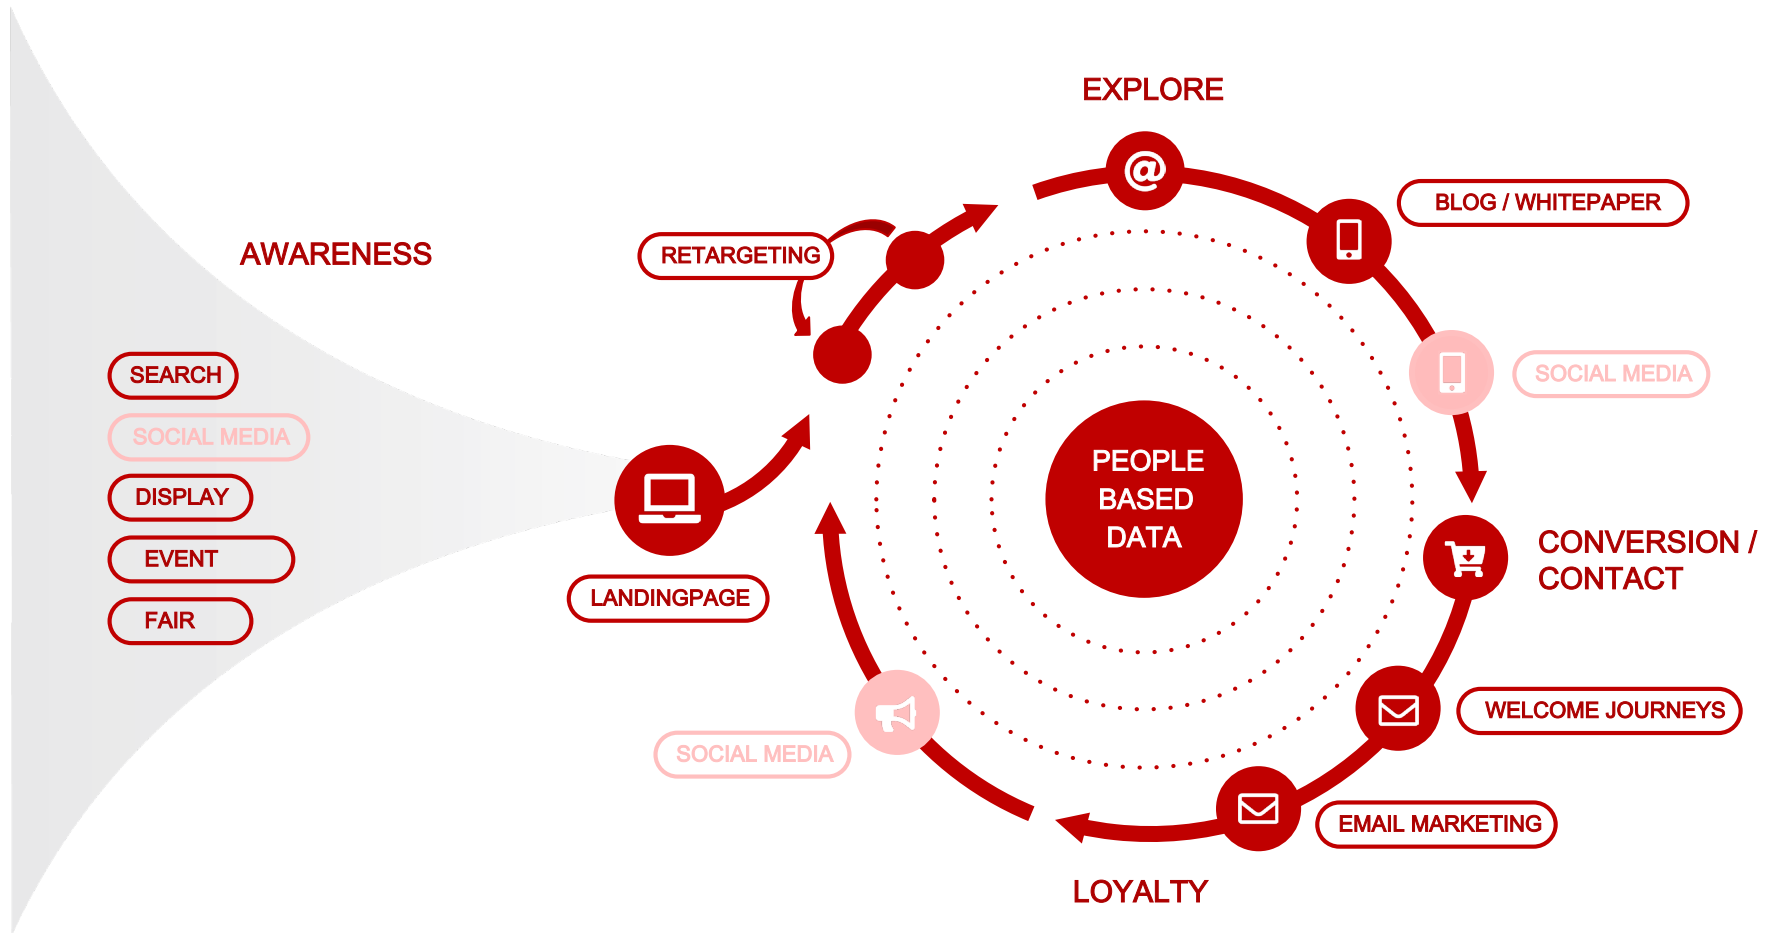 AWARENESS
SEARCH
SOCIAL MEDIA
DISPLAY
EVENT
FAIR
LANDINGPAGE
RETARGETING
EXPLORE
@
BLOG / WHITEPAPER
SOCIAL MEDIA
PEOPLE
BASED
DATA
CONVERSION /
CONTACT
WELCOME JOURNEYS
EMAIL MARKETING
LOYALTY
SOCIAL MEDIA